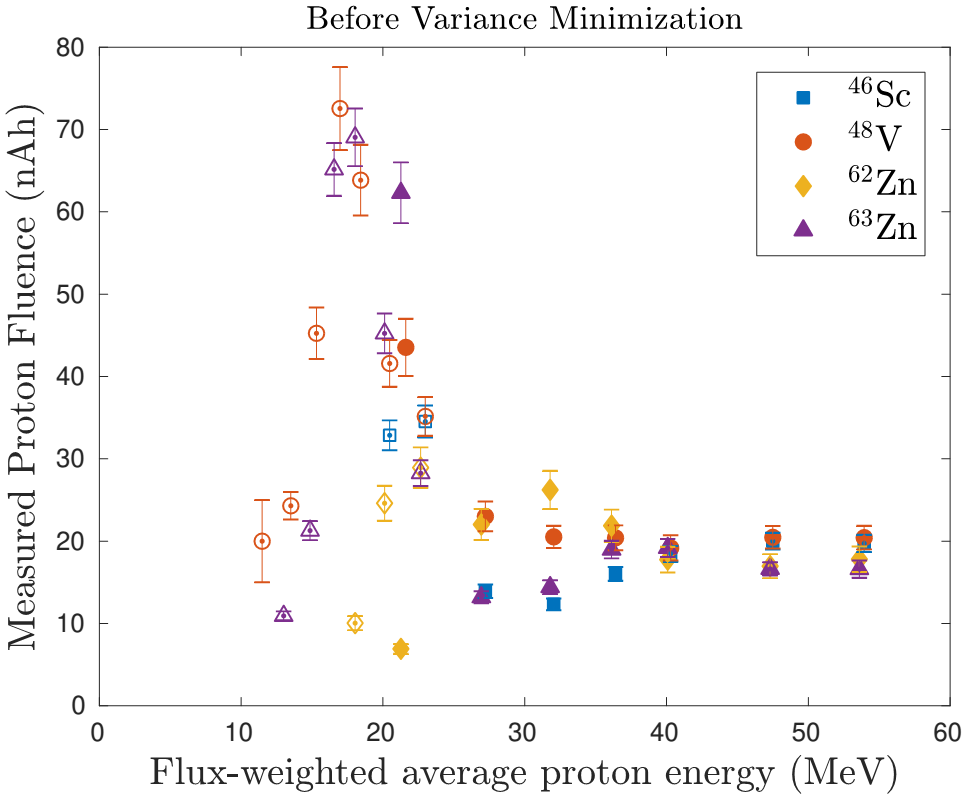 Before Variance Minimization
80
70
60
50
40
30
20
10
0
0 10 20 30 40 50 60
Measured Proton Fluence (nAh)
Flux-weighted average proton energy (MeV)
⁴⁶Sc
⁴⁸V
⁶²Zn
⁶³Zn